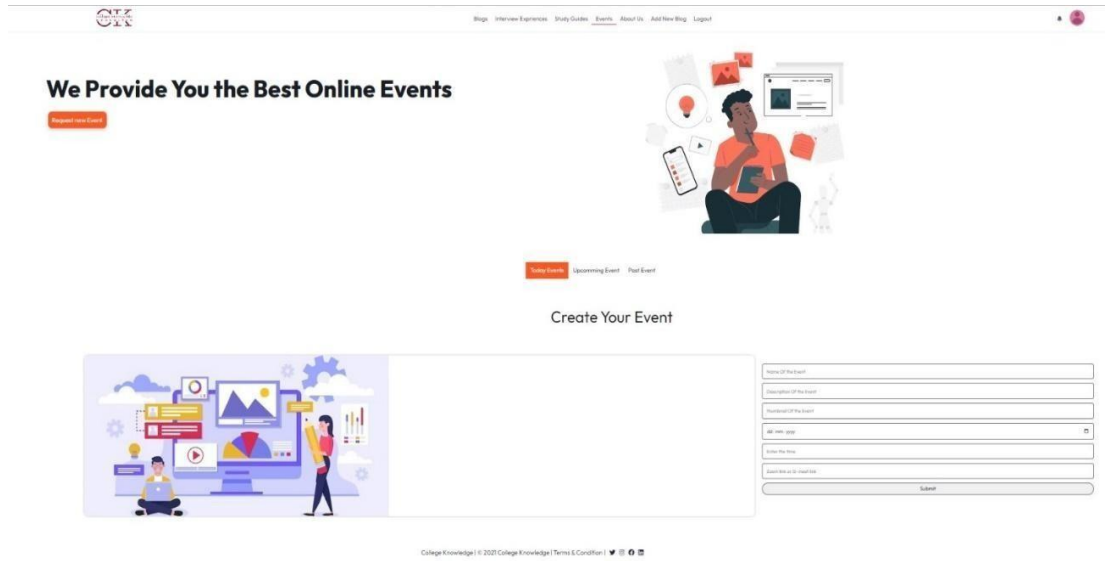 CK
Blogs Interview Expriences Study Guides Events About Us Add New Blog Logout
We Provide You the Best Online Events
Request new Event
Today Events Upcomming Event Past Event
Create Your Event
Name Of the Event
Description Of the Event
Thumbnail Of the Event
Enter the time
Submit
College Knowledge | © 2021 College Knowledge | Terms & Condition |